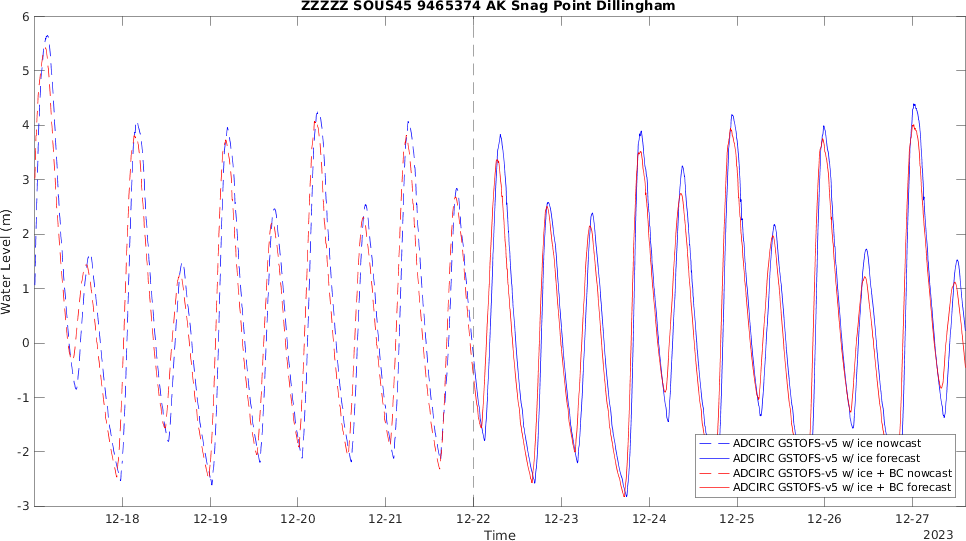 ZZZZZ SOUS45 9465374 AK Snag Point Dillingham
Water Level (m)
6
5
4
3
2
1
0
-1
-2
-3
ADCIRC GSTOFS-v5 w/ ice nowcast
ADCIRC GSTOFS-v5 w/ ice forecast
ADCIRC GSTOFS-v5 w/ ice + BC nowcast
ADCIRC GSTOFS-v5 w/ ice + BC forecast
12-18 12-19 12-20 12-21 12-22 12-23 12-24 12-25 12-26 12-27
2023
Time